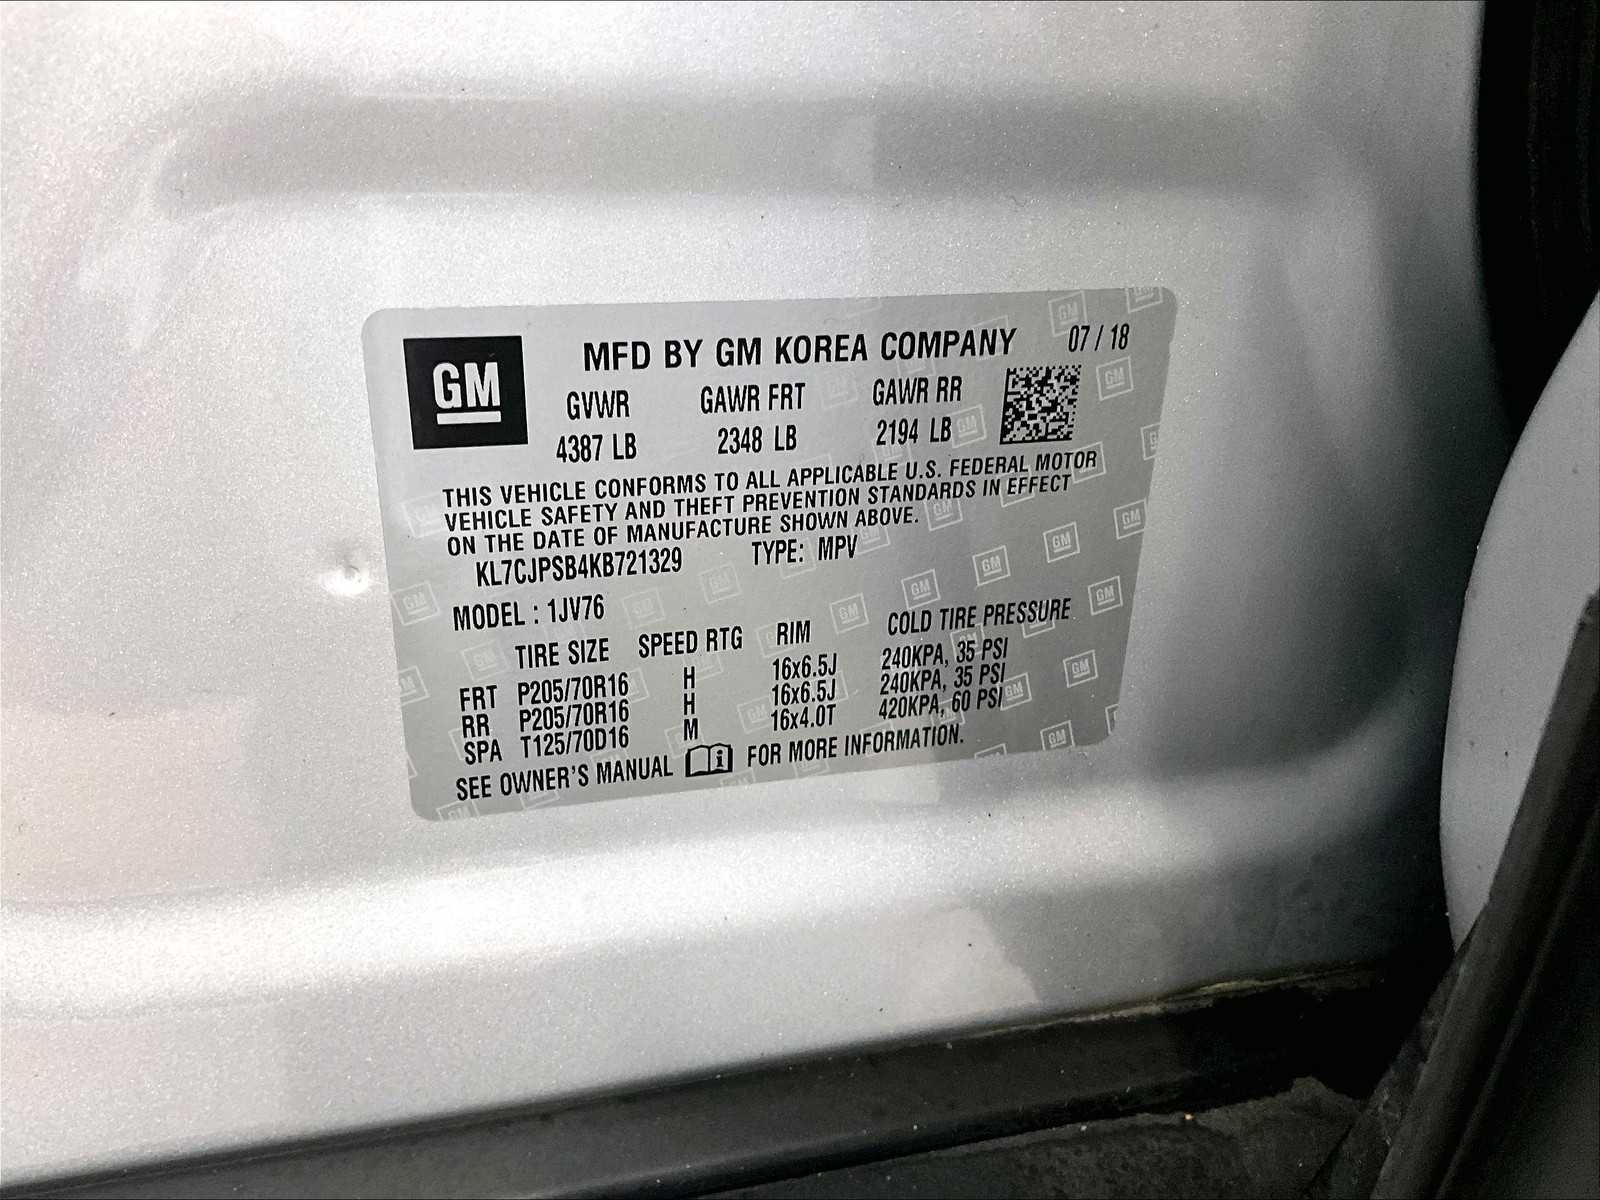 GM
MFD BY GM KOREA COMPANY 07 / 18
GVWR GAWR FRT GAWR RR
4387 LB 2348 LB 2194 LB
THIS VEHICLE CONFORMS TO ALL APPLICABLE U.S. FEDERAL MOTOR
VEHICLE SAFETY AND THEFT PREVENTION STANDARDS IN EFFECT
ON THE DATE OF MANUFACTURE SHOWN ABOVE.
KL7CJPSB4KB721329 TYPE: MPV
MODEL : 1JV76
TIRE SIZE SPEED RTG RIM COLD TIRE PRESSURE
FRT P205/70R16 H 16x6.5J 240KPA, 35 PSI
RR P205/70R16 H 16x6.5J 240KPA, 35 PSI
SPA T125/70D16 M 16x4.0T 420KPA, 60 PSI
SEE OWNER'S MANUAL i FOR MORE INFORMATION.